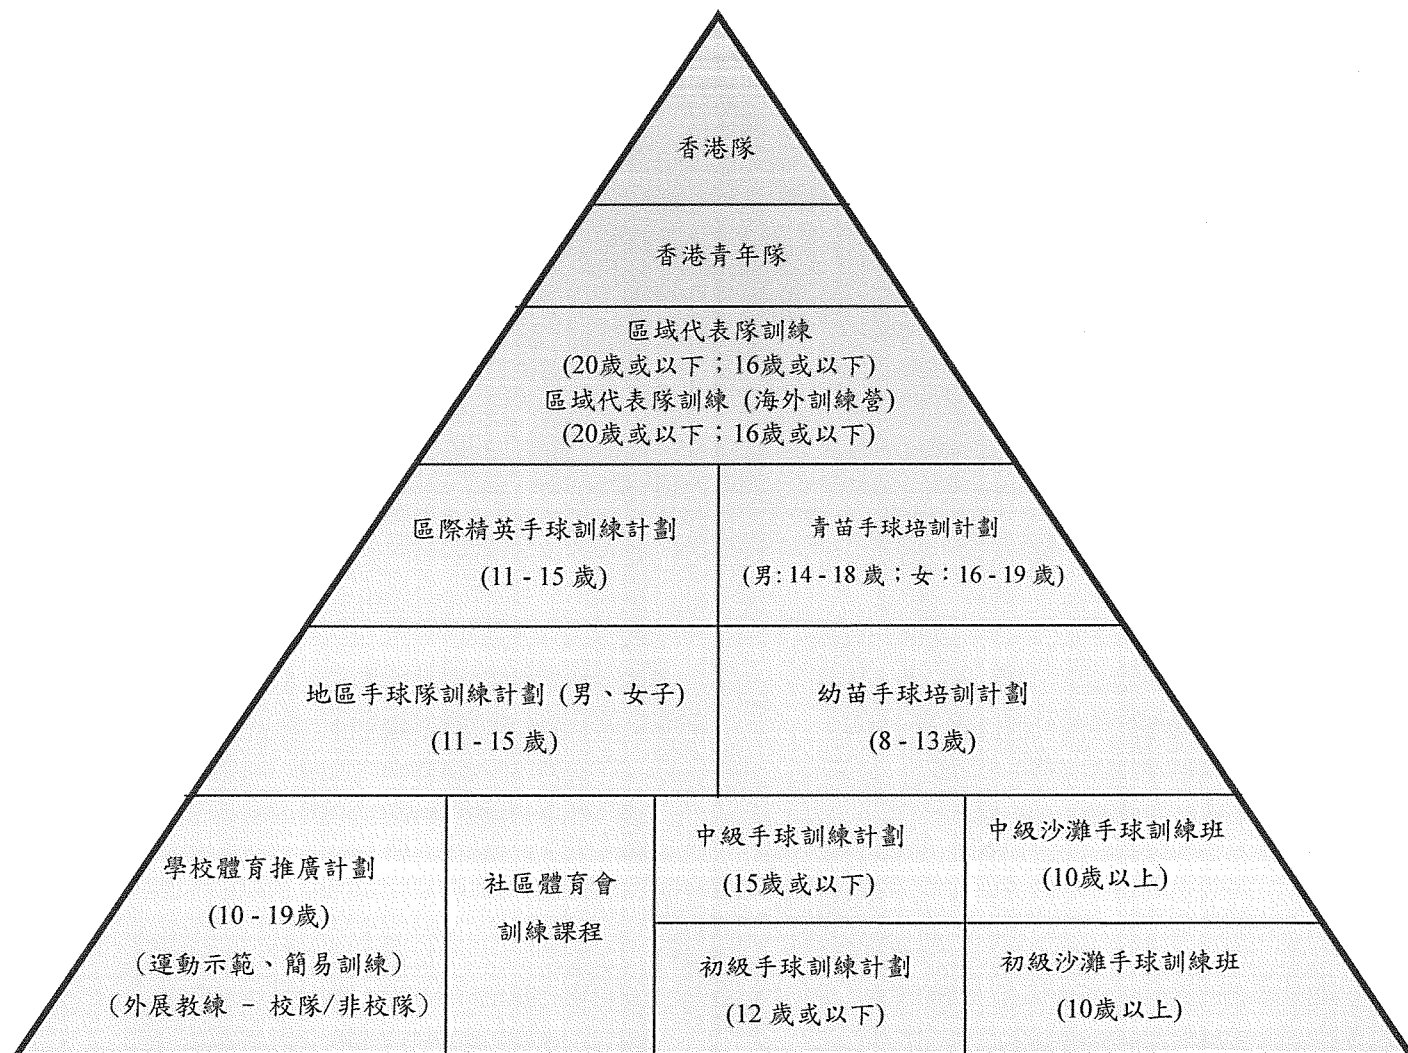 香港隊
香港青年隊
區域代表隊訓練
(20歲或以下；16歲或以下)
區域代表隊訓練 (海外訓練營)
(20歲或以下；16歲或以下)
區際精英手球訓練計劃
(11 - 15 歲)
青苗手球培訓計劃
(男: 14 - 18 歲；女：16 - 19 歲)
地區手球隊訓練計劃 (男、女子)
(11 - 15 歲)
幼苗手球培訓計劃
(8 - 13歲)
學校體育推廣計劃
(10 - 19歲)
（運動示範、簡易訓練）
（外展教練 － 校隊/非校隊）
社區體育會
訓練課程
中級手球訓練計劃
(15歲或以下)
中級沙灘手球訓練班
(10歲以上)
初級手球訓練計劃
(12 歲或以下)
初級沙灘手球訓練班
(10歲以上)